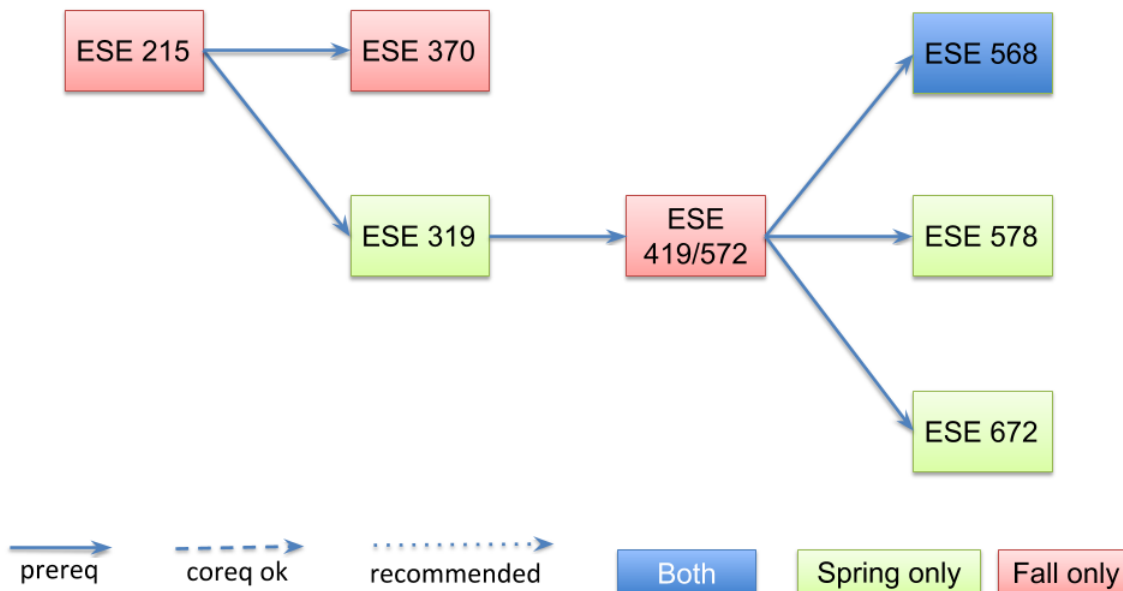 ESE 215
ESE 370
ESE 568
ESE 319
ESE
419/572
ESE 578
ESE 672
prereq
coreq ok
recommended
Both
Spring only
Fall only